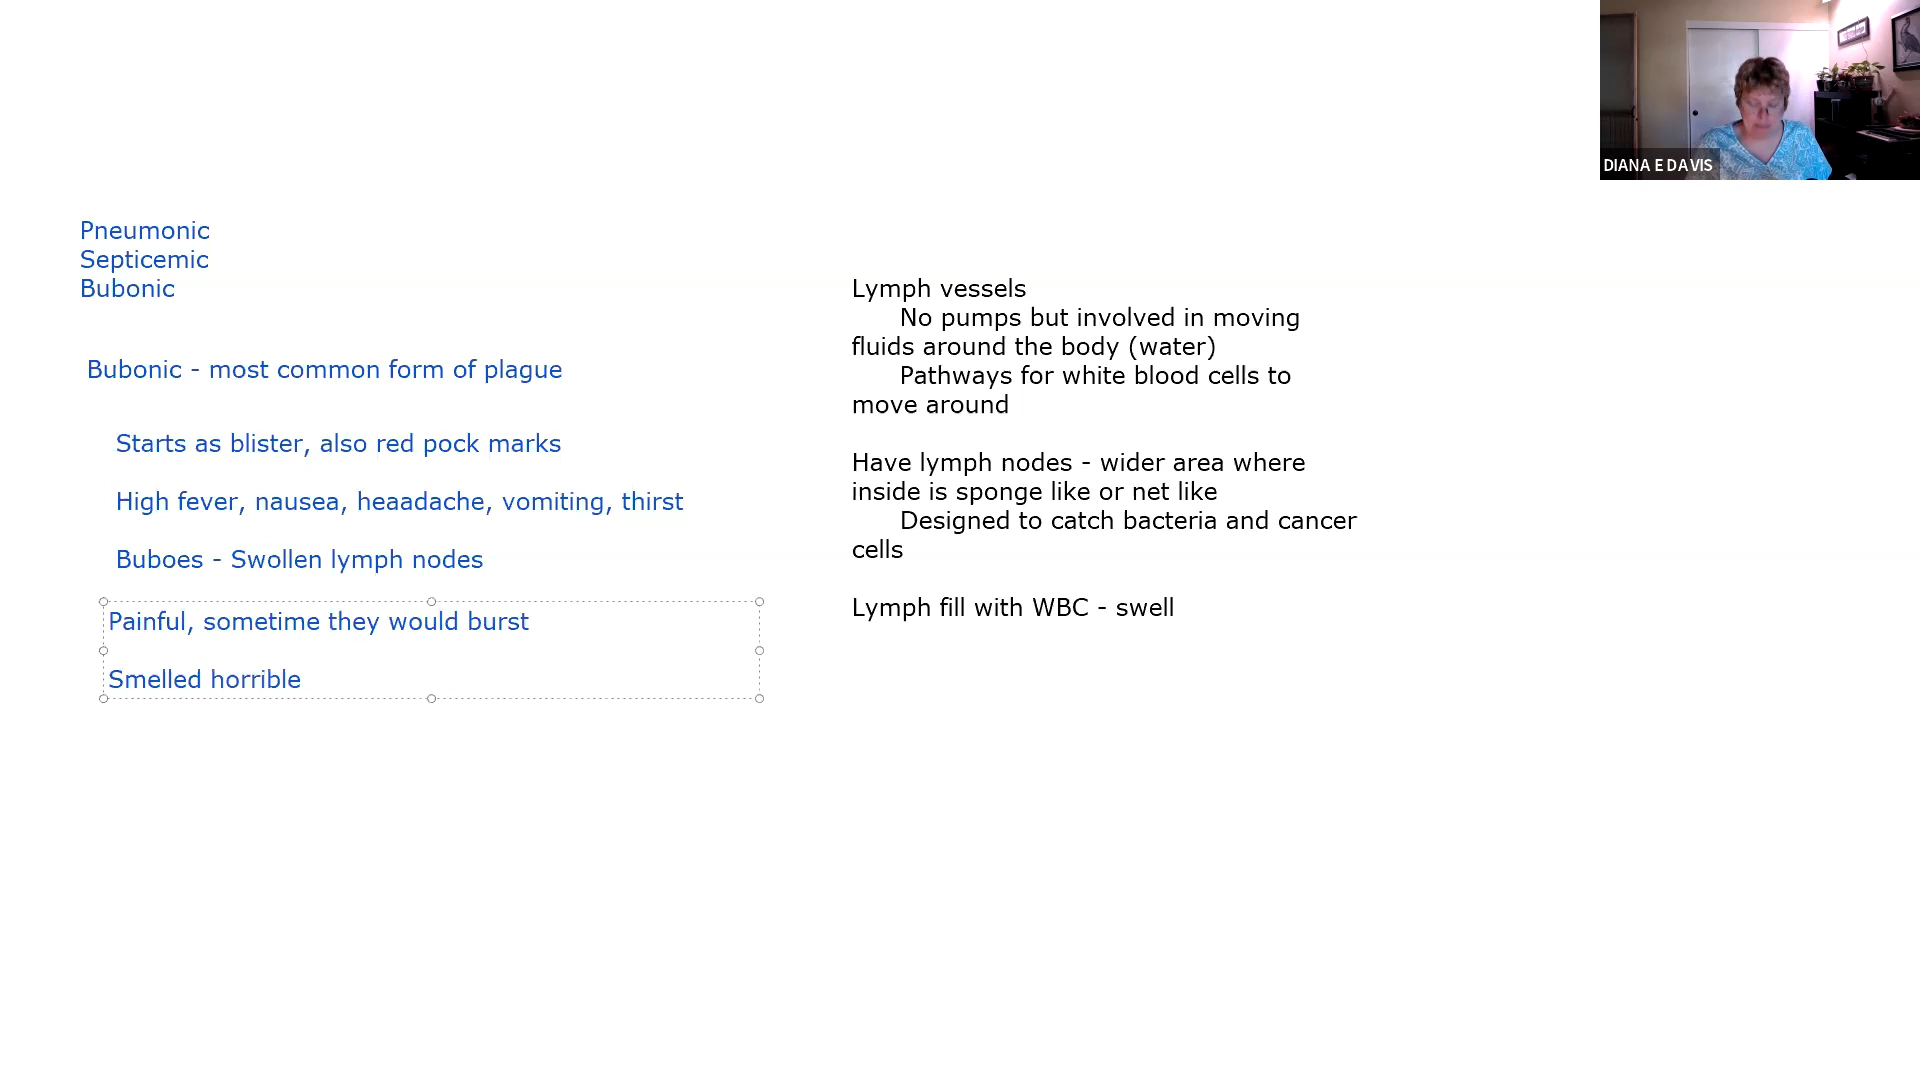 DIANA E DAVIS
Pneumonic
Septicemic
Bubonic
Bubonic - most common form of plague
Starts as blister, also red pock marks
High fever, nausea, heaadache, vomiting, thirst
Buboes - Swollen lymph nodes
Painful, sometime they would burst
Smelled horrible
Lymph vessels
No pumps but involved in moving
fluids around the body (water)
Pathways for white blood cells to
move around
Have lymph nodes - wider area where
inside is sponge like or net like
Designed to catch bacteria and cancer
cells
Lymph fill with WBC - swell